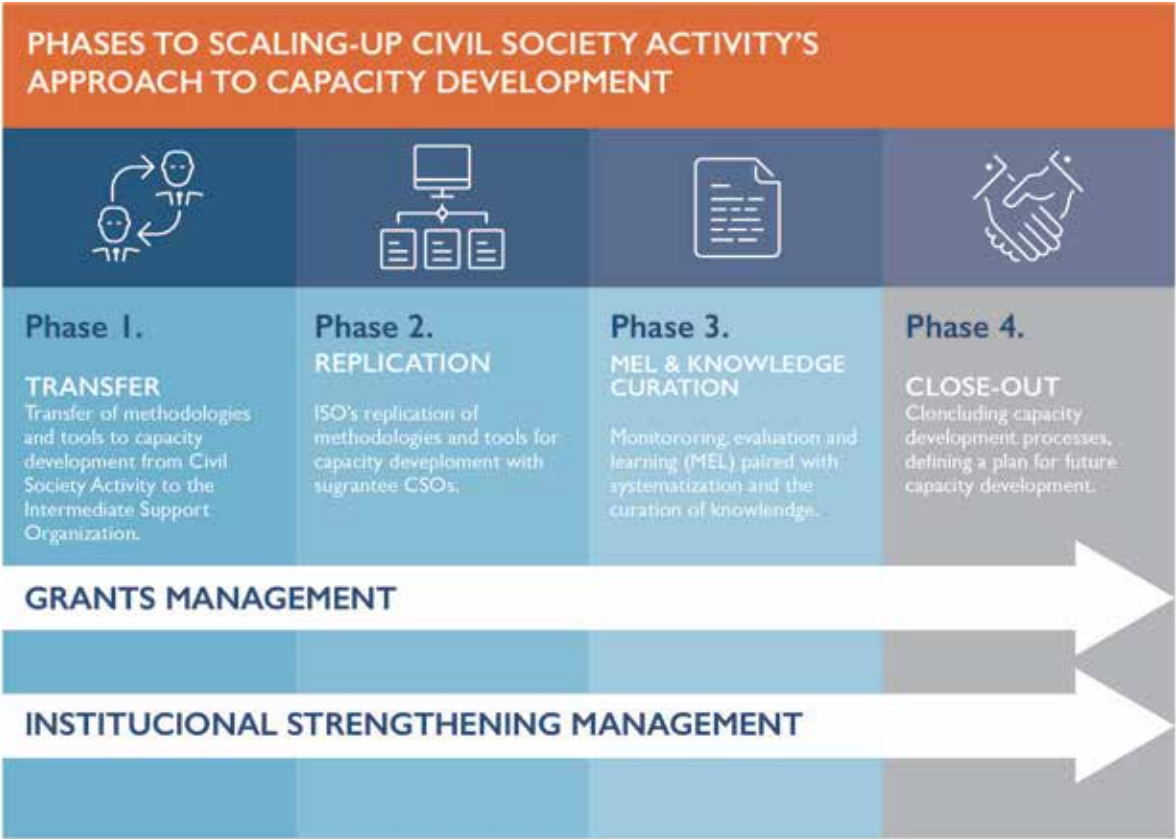 PHASES TO SCALING-UP CIVIL SOCIETY ACTIVITY'S
APPROACH TO CAPACITY DEVELOPMENT
Phase 1.
TRANSFER
Transfer of methodologies
and tools to capacity
development from Civil
Society Activity to the
Intermediate Support
Organization.
Phase 2.
REPLICATION
ISO's replication of
methodologies and tools for
capacity deveploment with
sugrantee CSOs.
Phase 3.
MEL & KNOWLEDGE
CURATION
Monitororing, evaluation and
learning (MEL) paired with
systematization and the
curation of knowlendge.
Phase 4.
CLOSE-OUT
Cloncluding capacity
development processes,
defining a plan for future
capacity development.
GRANTS MANAGEMENT
INSTITUCIONAL STRENGTHENING MANAGEMENT